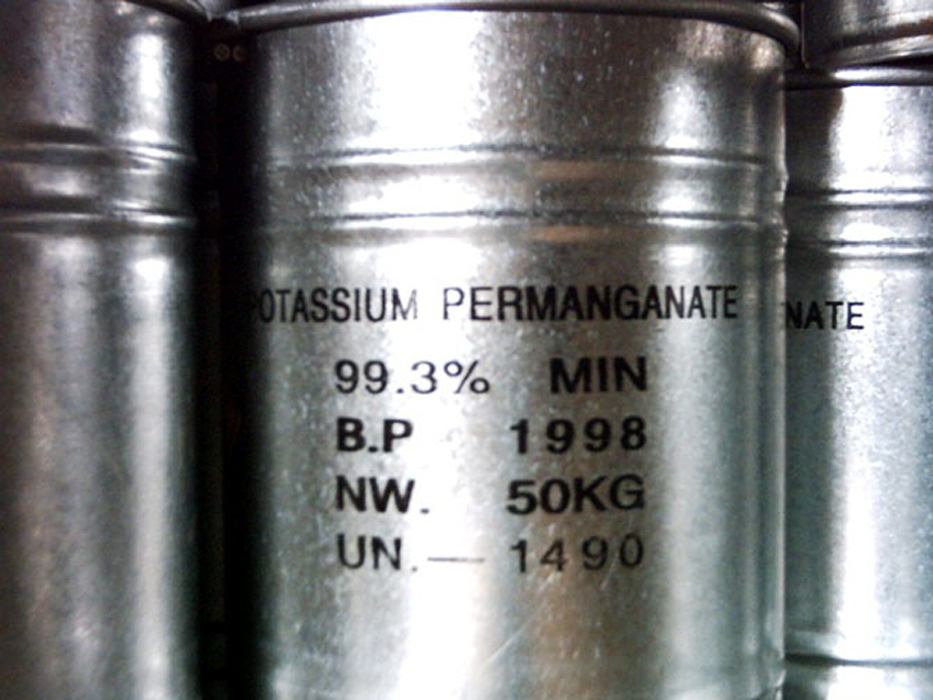 POTASSIUM PERMANGANATE
99.3% MIN
B.P 1998
NW. 50KG
UN.— 1490
NATE